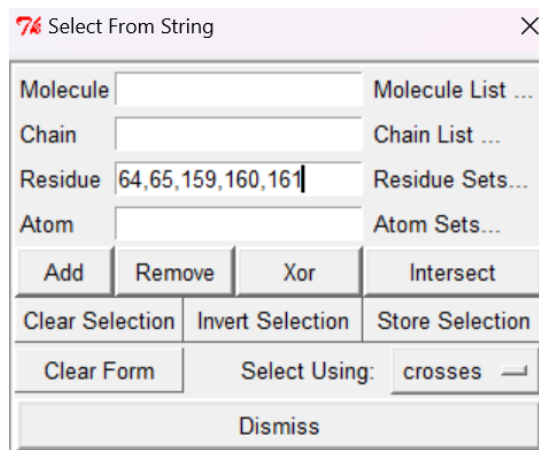 Select From String
Molecule Molecule List ...
Chain Chain List ...
Residue 64,65,159,160,161 Residue Sets...
Atom Atom Sets...
Add Remove Xor Intersect
Clear Selection Invert Selection Store Selection
Clear Form Select Using: crosses
Dismiss